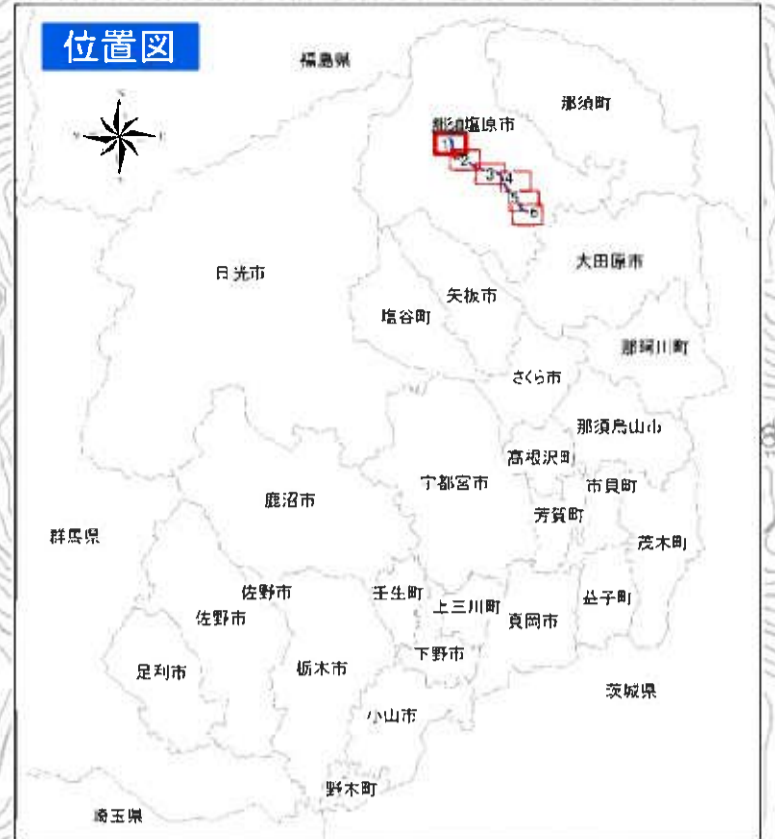 位置図
福島県
那須町
那須塩原市
1
2
3
4
5
6
大田原市
日光市
矢板市
塩谷町
那珂川町
さくら市
那須烏山市
高根沢町
宇都宮市
市貝町
鹿沼市
芳賀町
群馬県
茂木町
佐野市
壬生町
益子町
上三川町
佐野市
真岡市
下野市
足利市
栃木市
茨城県
小山市
野木町
埼玉県